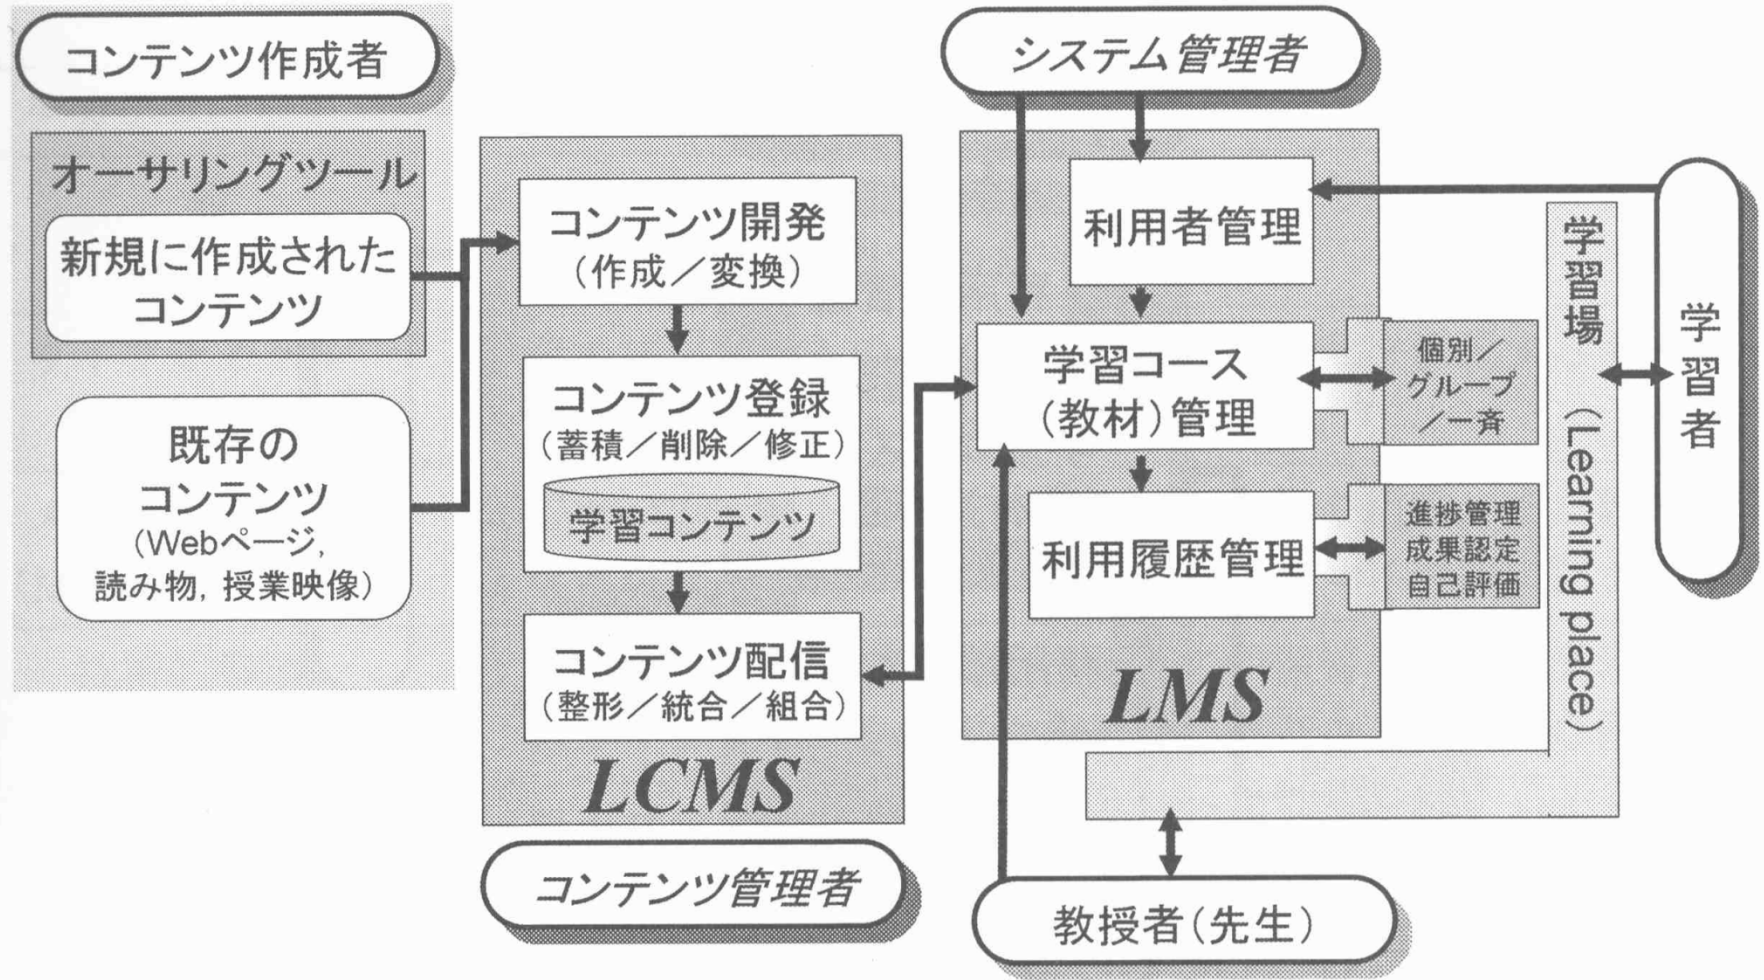 コンテンツ作成者
オーサリングツール
新規に作成された
コンテンツ
既存の
コンテンツ
(Webページ,
読み物, 授業映像)
コンテンツ開発
(作成／変換)
コンテンツ登録
(蓄積／削除／修正)
学習コンテンツ
コンテンツ配信
(整形／統合／組合)
LCMS
コンテンツ管理者
システム管理者
利用者管理
学習コース
(教材)管理
利用履歴管理
LMS
個別／
グループ
／一斉
進捗管理
成果認定
自己評価
学習場 (Learning place)
学習者
教授者(先生)